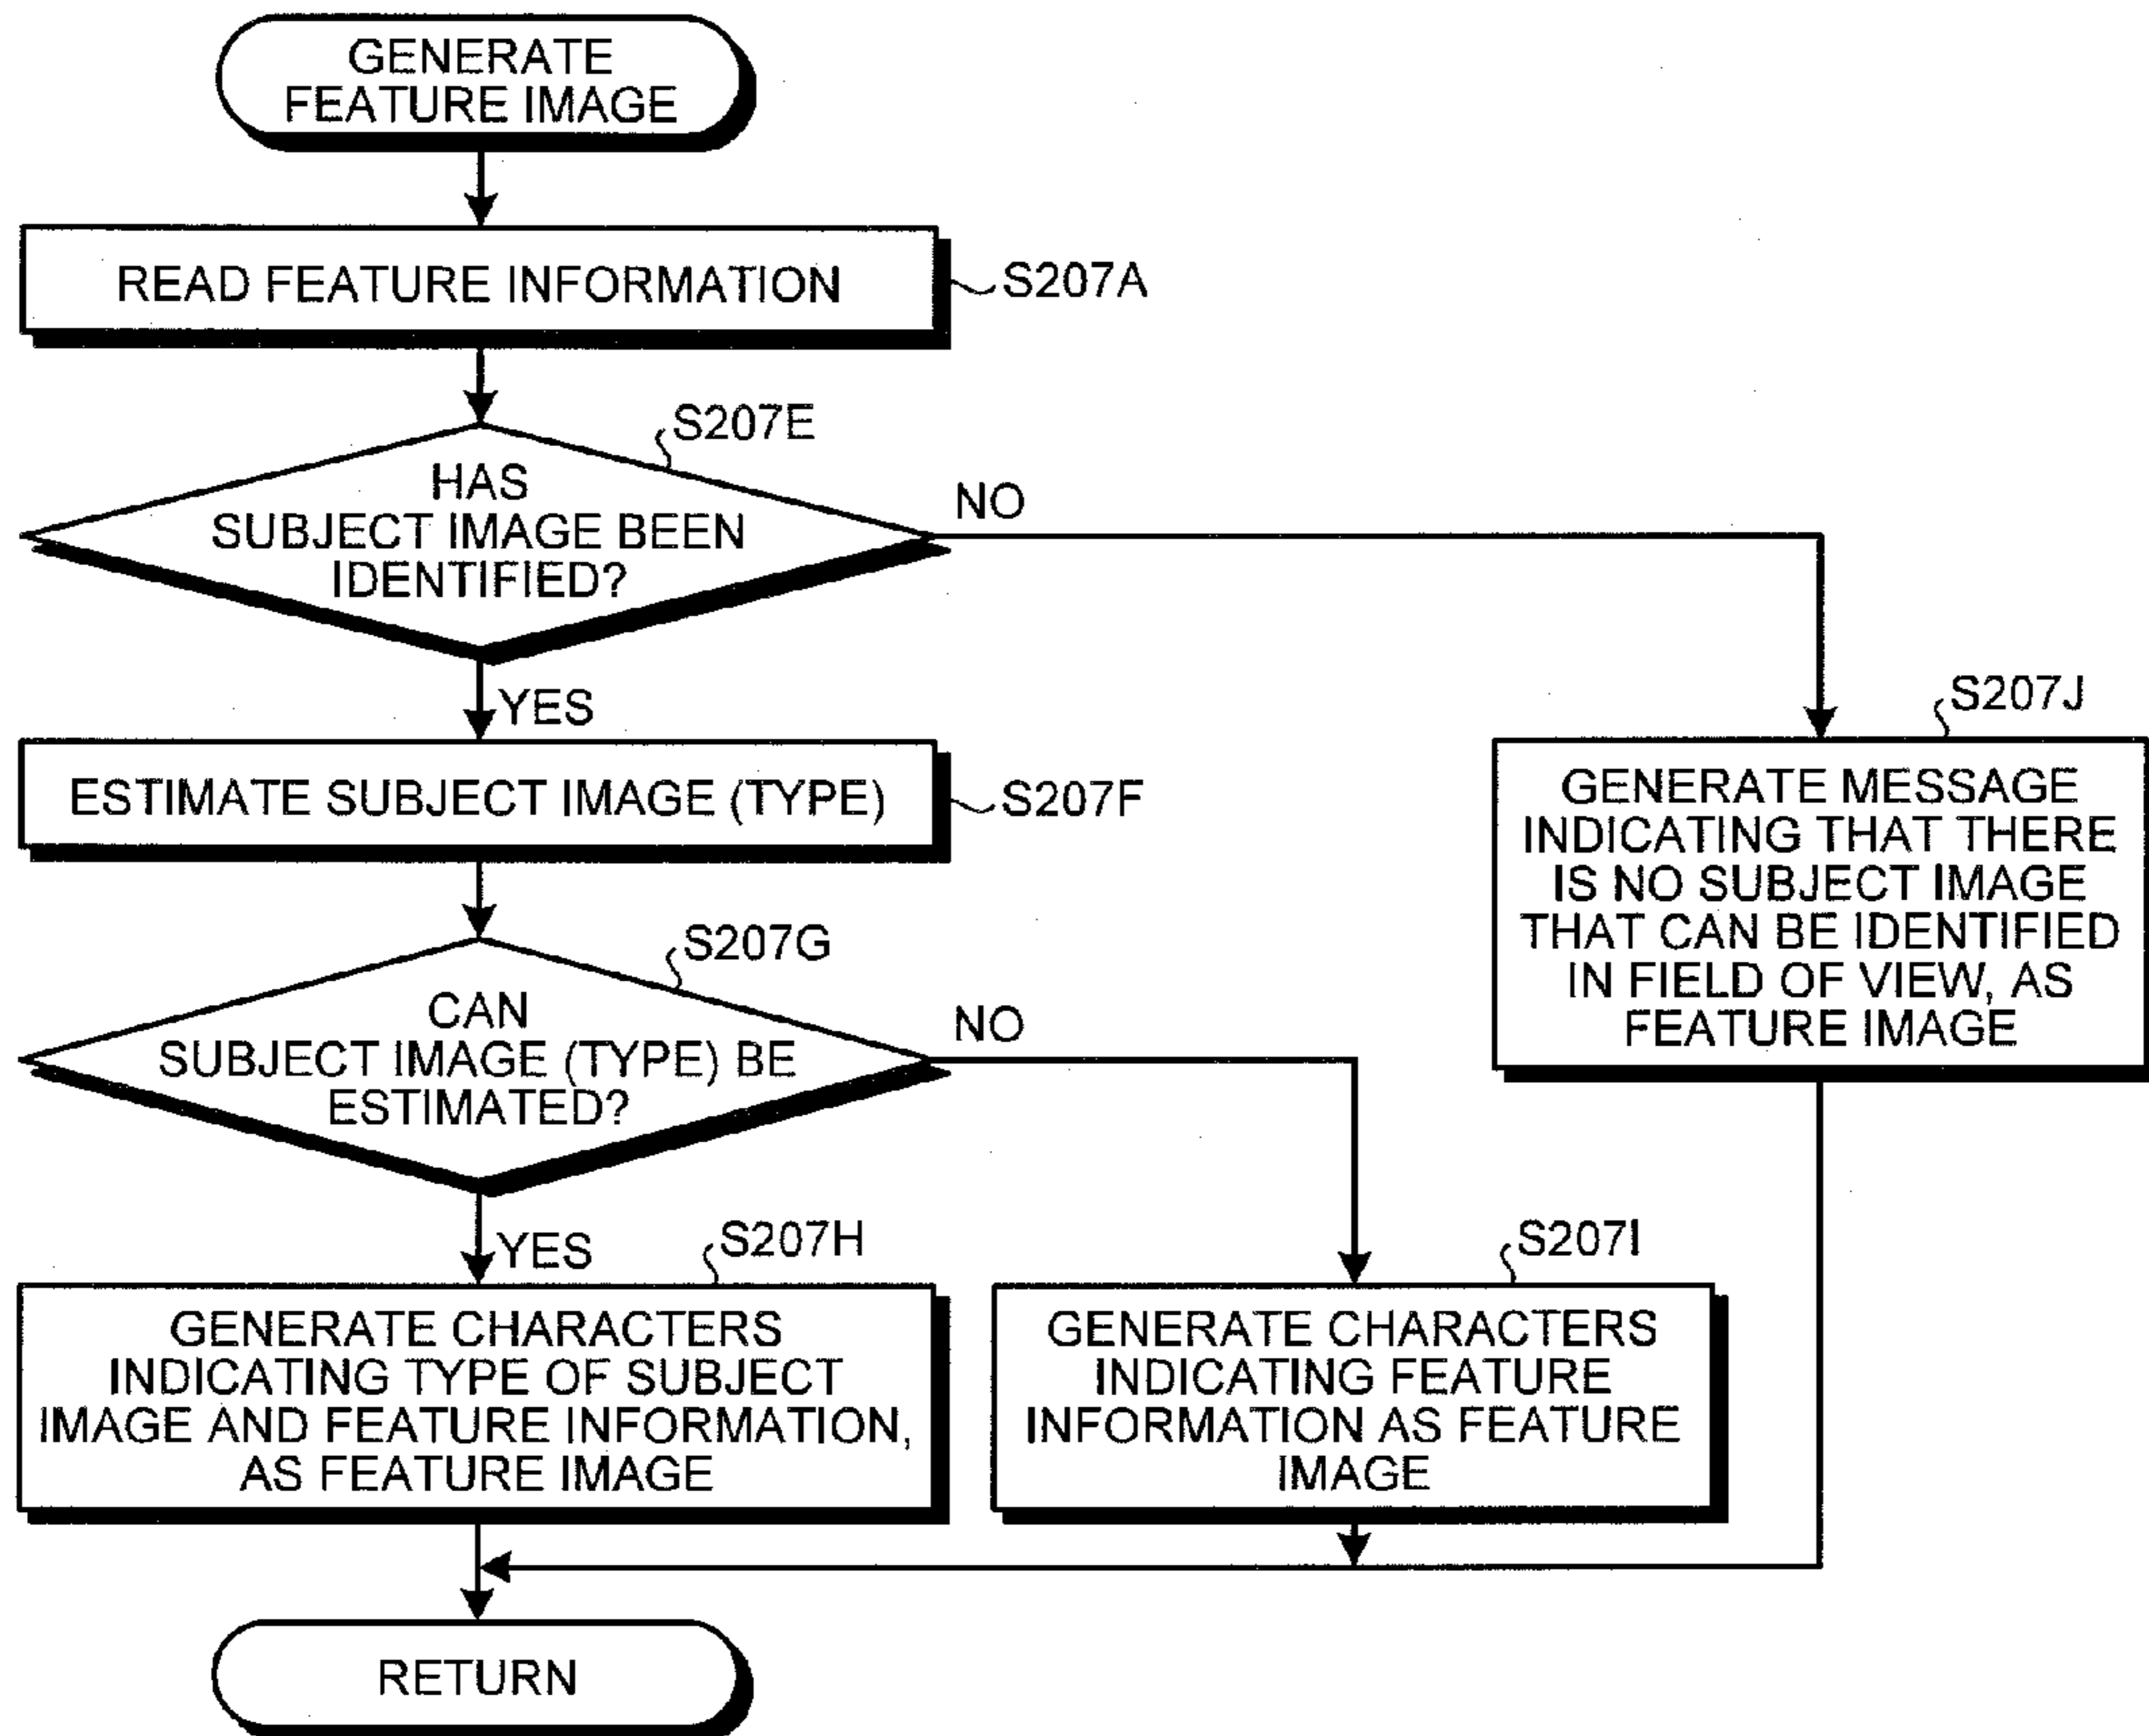 GENERATE
FEATURE IMAGE
READ FEATURE INFORMATION
S207A
S207E
HAS
SUBJECT IMAGE BEEN
IDENTIFIED?
NO
YES
ESTIMATE SUBJECT IMAGE (TYPE)
S207F
S207J
GENERATE MESSAGE
INDICATING THAT THERE
IS NO SUBJECT IMAGE
THAT CAN BE IDENTIFIED
IN FIELD OF VIEW, AS
FEATURE IMAGE
S207G
CAN
SUBJECT IMAGE (TYPE) BE
ESTIMATED?
NO
YES
S207H
GENERATE CHARACTERS
INDICATING TYPE OF SUBJECT
IMAGE AND FEATURE INFORMATION,
AS FEATURE IMAGE
S207I
GENERATE CHARACTERS
INDICATING FEATURE
INFORMATION AS FEATURE
IMAGE
RETURN